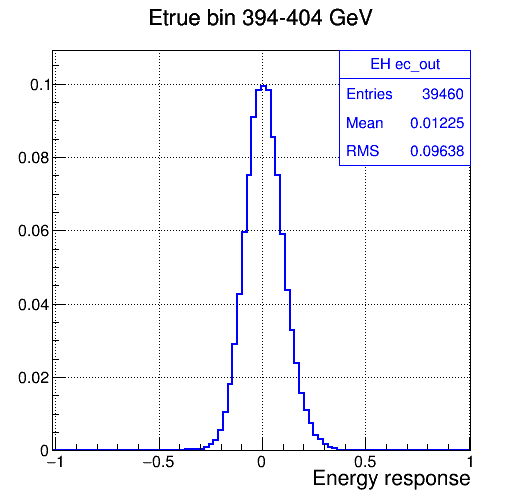 Etrue bin 394-404 GeV
EH ec_out
Entries 39460
Mean 0.01225
RMS 0.09638
0.1
0.08
0.06
0.04
0.02
0
−1 −0.5 0 0.5 1
Energy response